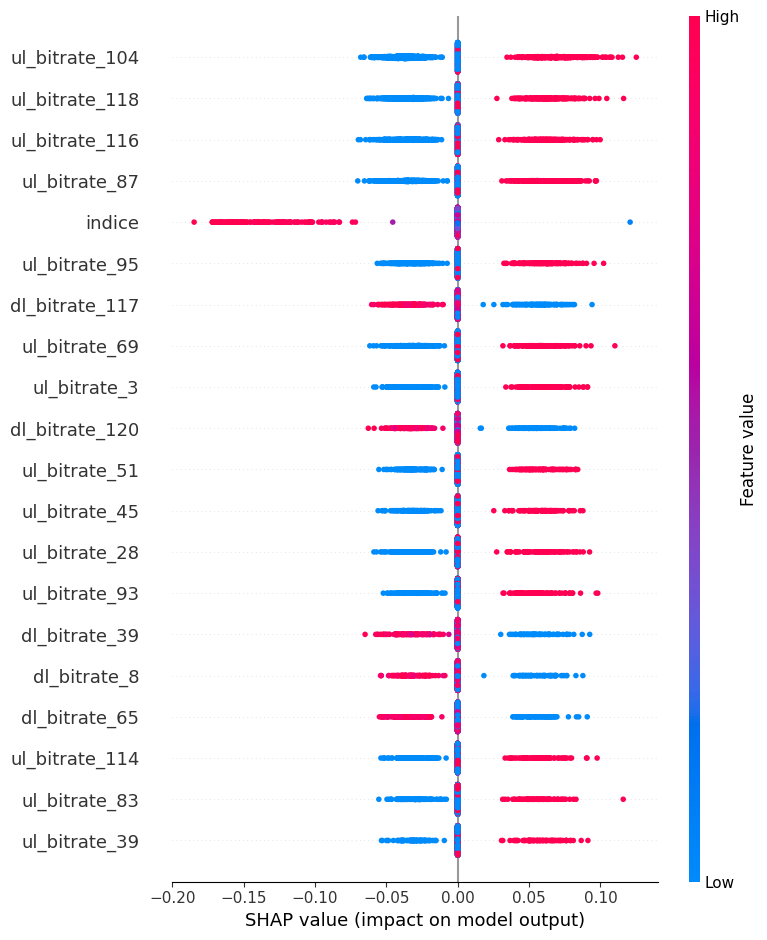 High
ul_bitrate_104
ul_bitrate_118
ul_bitrate_116
ul_bitrate_87
indice
ul_bitrate_95
dl_bitrate_117
ul_bitrate_69
ul_bitrate_3
dl_bitrate_120
ul_bitrate_51
ul_bitrate_45
ul_bitrate_28
ul_bitrate_93
dl_bitrate_39
dl_bitrate_8
dl_bitrate_65
ul_bitrate_114
ul_bitrate_83
ul_bitrate_39
Feature value
Low
−0.20 −0.15 −0.10 −0.05 0.00 0.05 0.10
SHAP value (impact on model output)